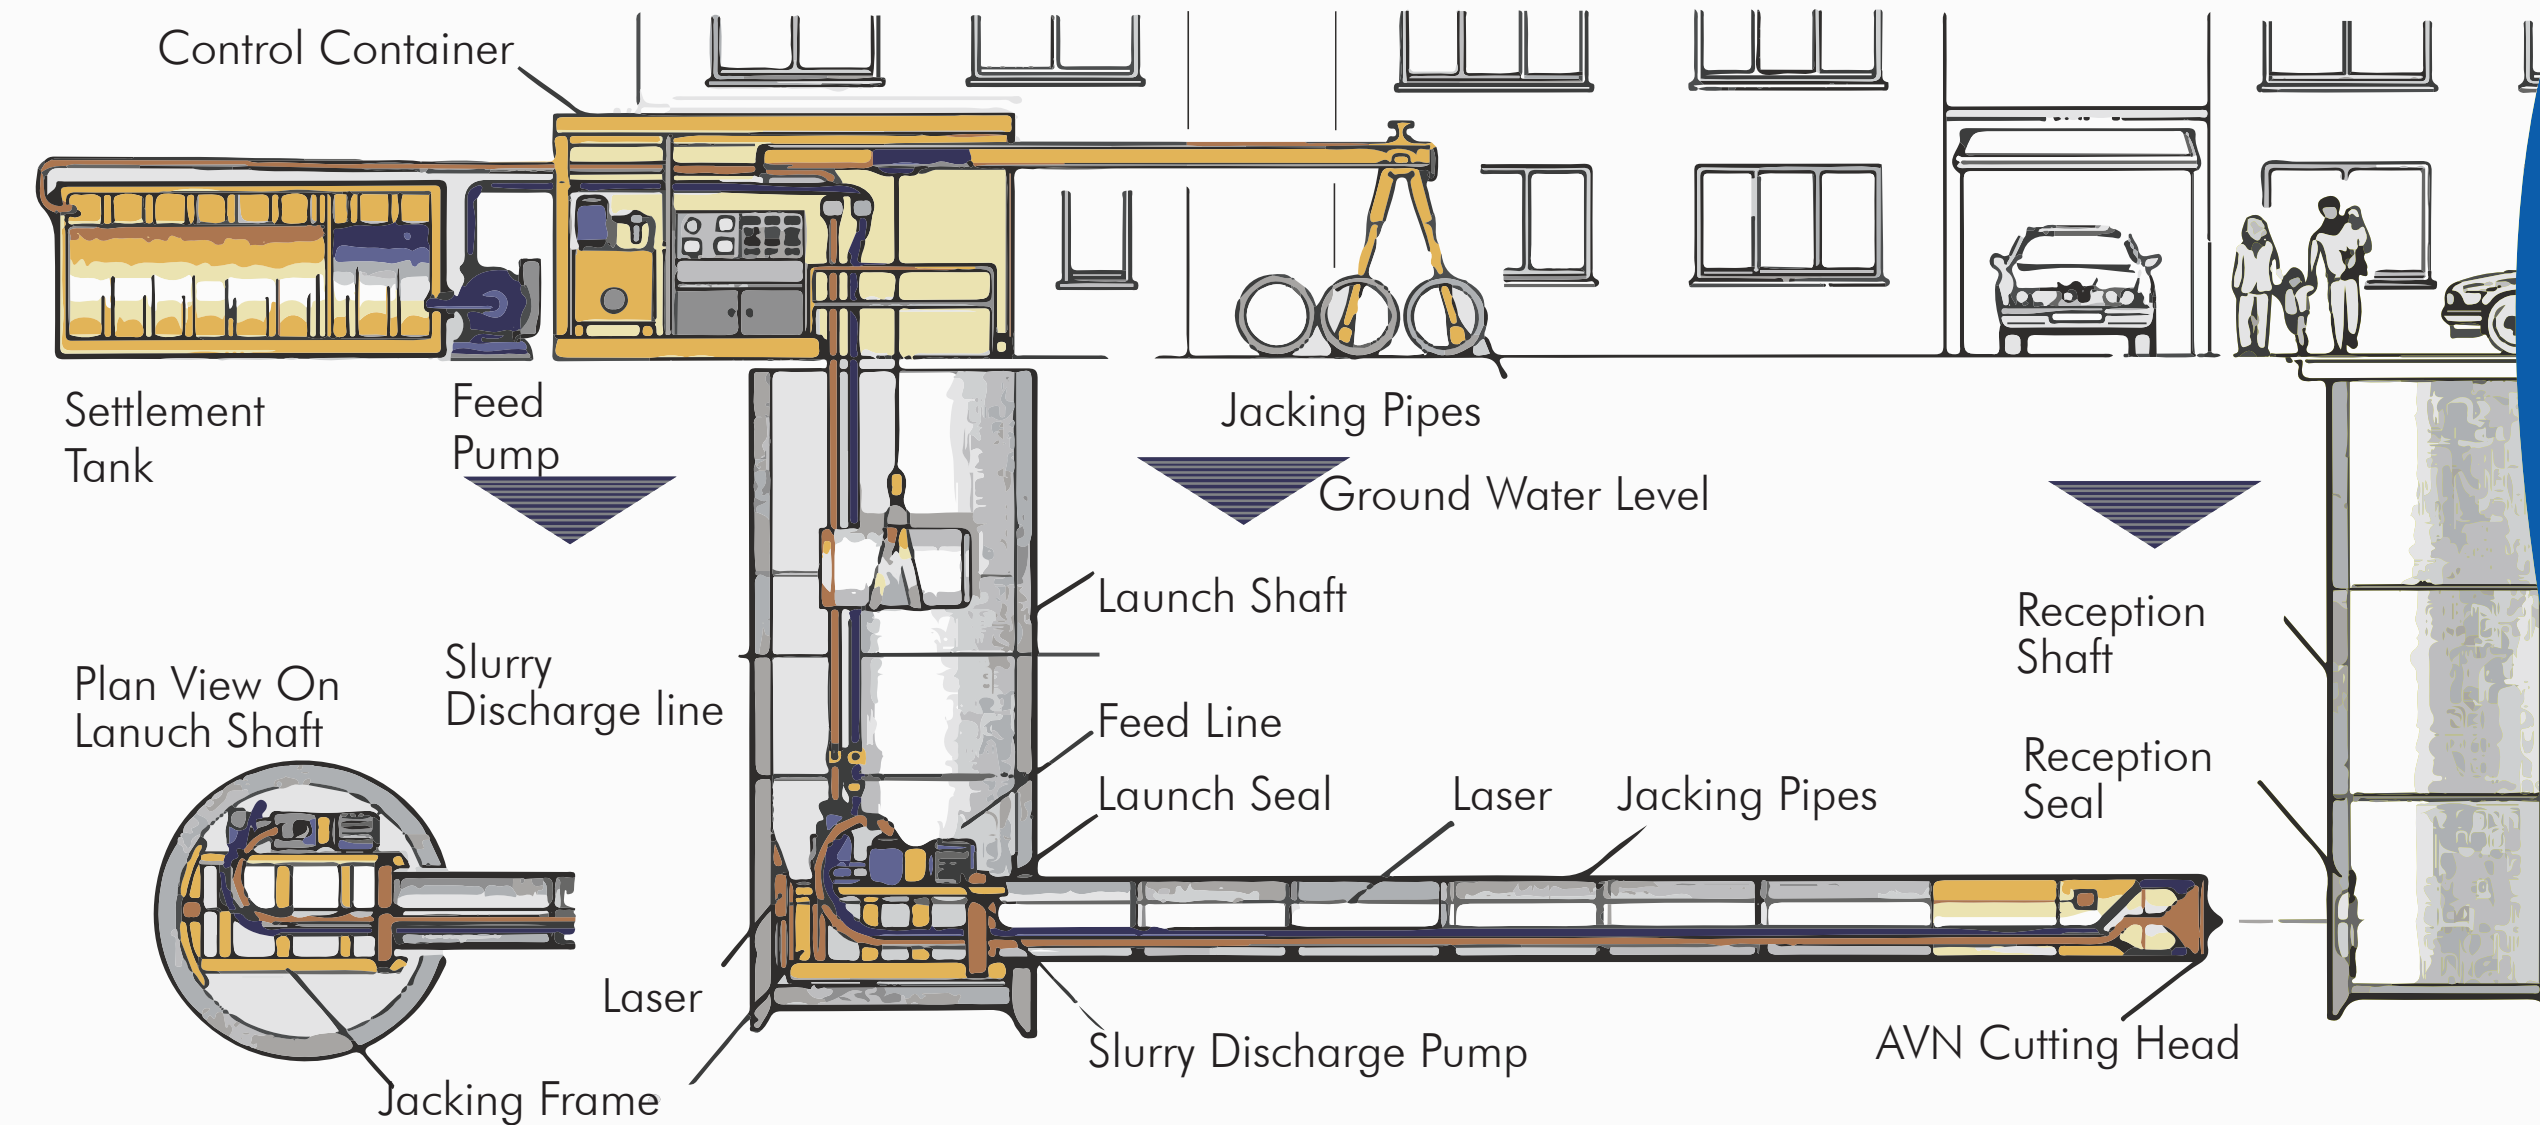 Control Container
Settlement
Tank
Feed
Pump
Jacking Pipes
Ground Water Level
Launch Shaft
Reception
Shaft
Slurry
Discharge line
Plan View On
Lanuch Shaft
Feed Line
Launch Seal
Laser
Jacking Pipes
Reception
Seal
Laser
Slurry Discharge Pump
AVN Cutting Head
Jacking Frame